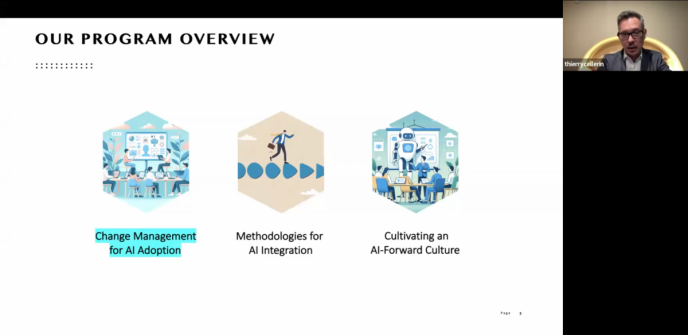 OUR PROGRAM OVERVIEW
thierrycellerin
Change Management
for AI Adoption
Methodologies for
AI Integration
Cultivating an
AI-Forward Culture
Page 3